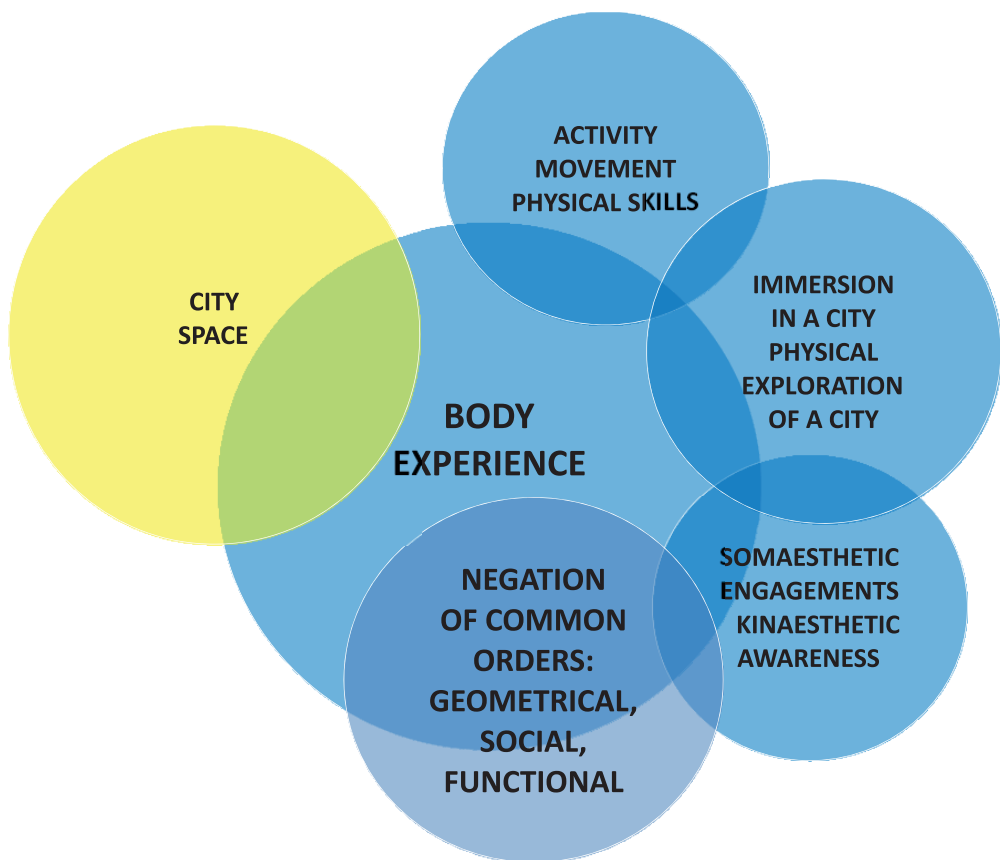 ACTIVITY
MOVEMENT
PHYSICAL SKILLS
CITY
SPACE
IMMERSION
IN A CITY
PHYSICAL
EXPLORATION
OF A CITY
BODY
EXPERIENCE
SOMAESTHETIC
ENGAGEMENTS
KINAESTHETIC
AWARENESS
NEGATION
OF COMMON
ORDERS:
GEOMETRICAL,
SOCIAL,
FUNCTIONAL